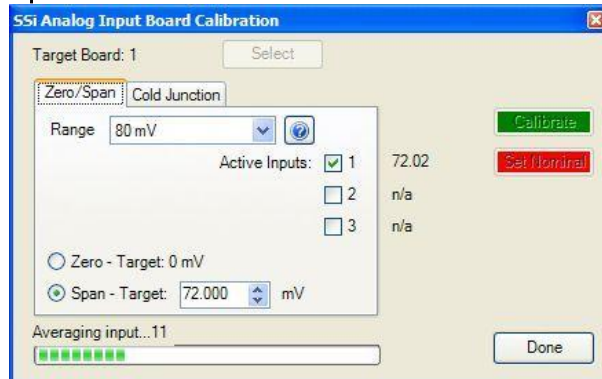 SSi Analog Input Board Calibration
Target Board: 1 Select
Zero/Span Cold Junction
Range 80 mV
Calibrate
Active Inputs: 1 72.02 Set Nominal
2 n/a
3 n/a
Zero - Target: 0 mV
Span - Target: 72.000 mV
Averaging input...11
Done